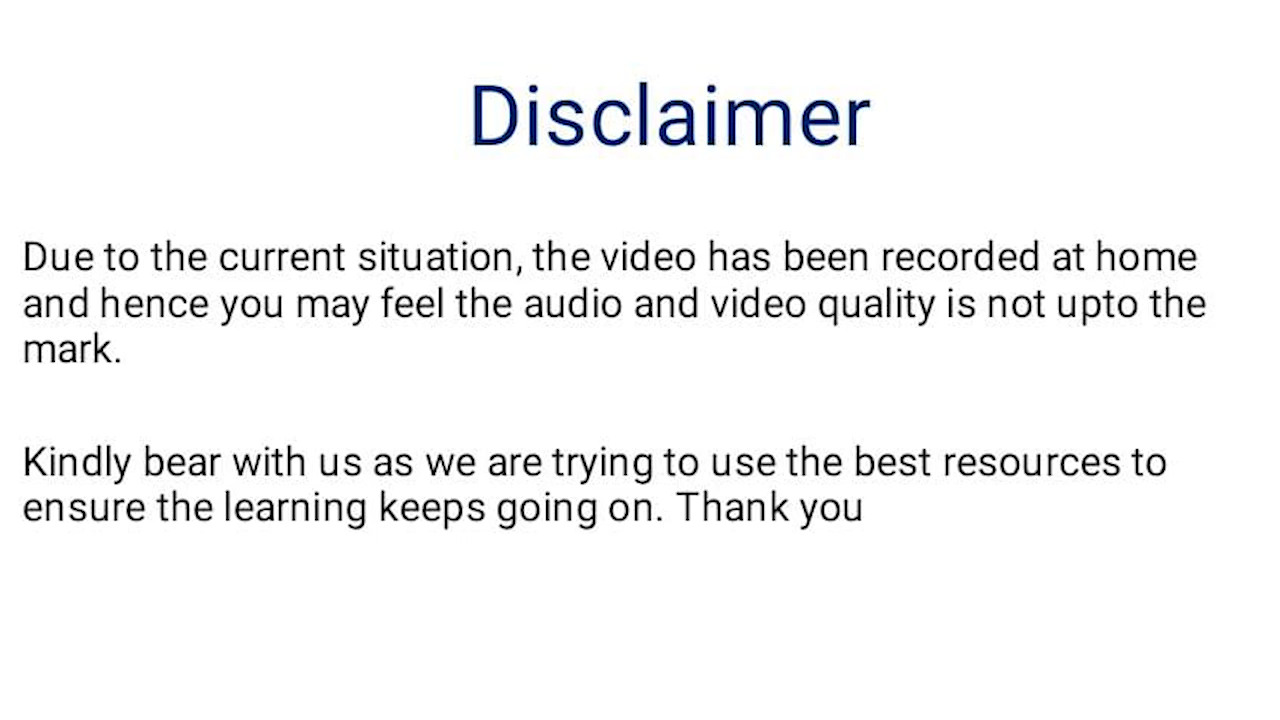 Disclaimer
Due to the current situation, the video has been recorded at home
and hence you may feel the audio and video quality is not upto the
mark.
Kindly bear with us as we are trying to use the best resources to
ensure the learning keeps going on. Thank you